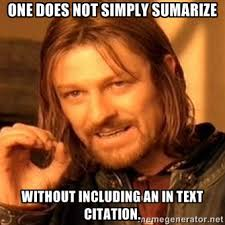 ONE DOES NOT SIMPLY SUMARIZE
WITHOUT INCLUDING AN IN TEXT
CITATION.
memegenerator.net